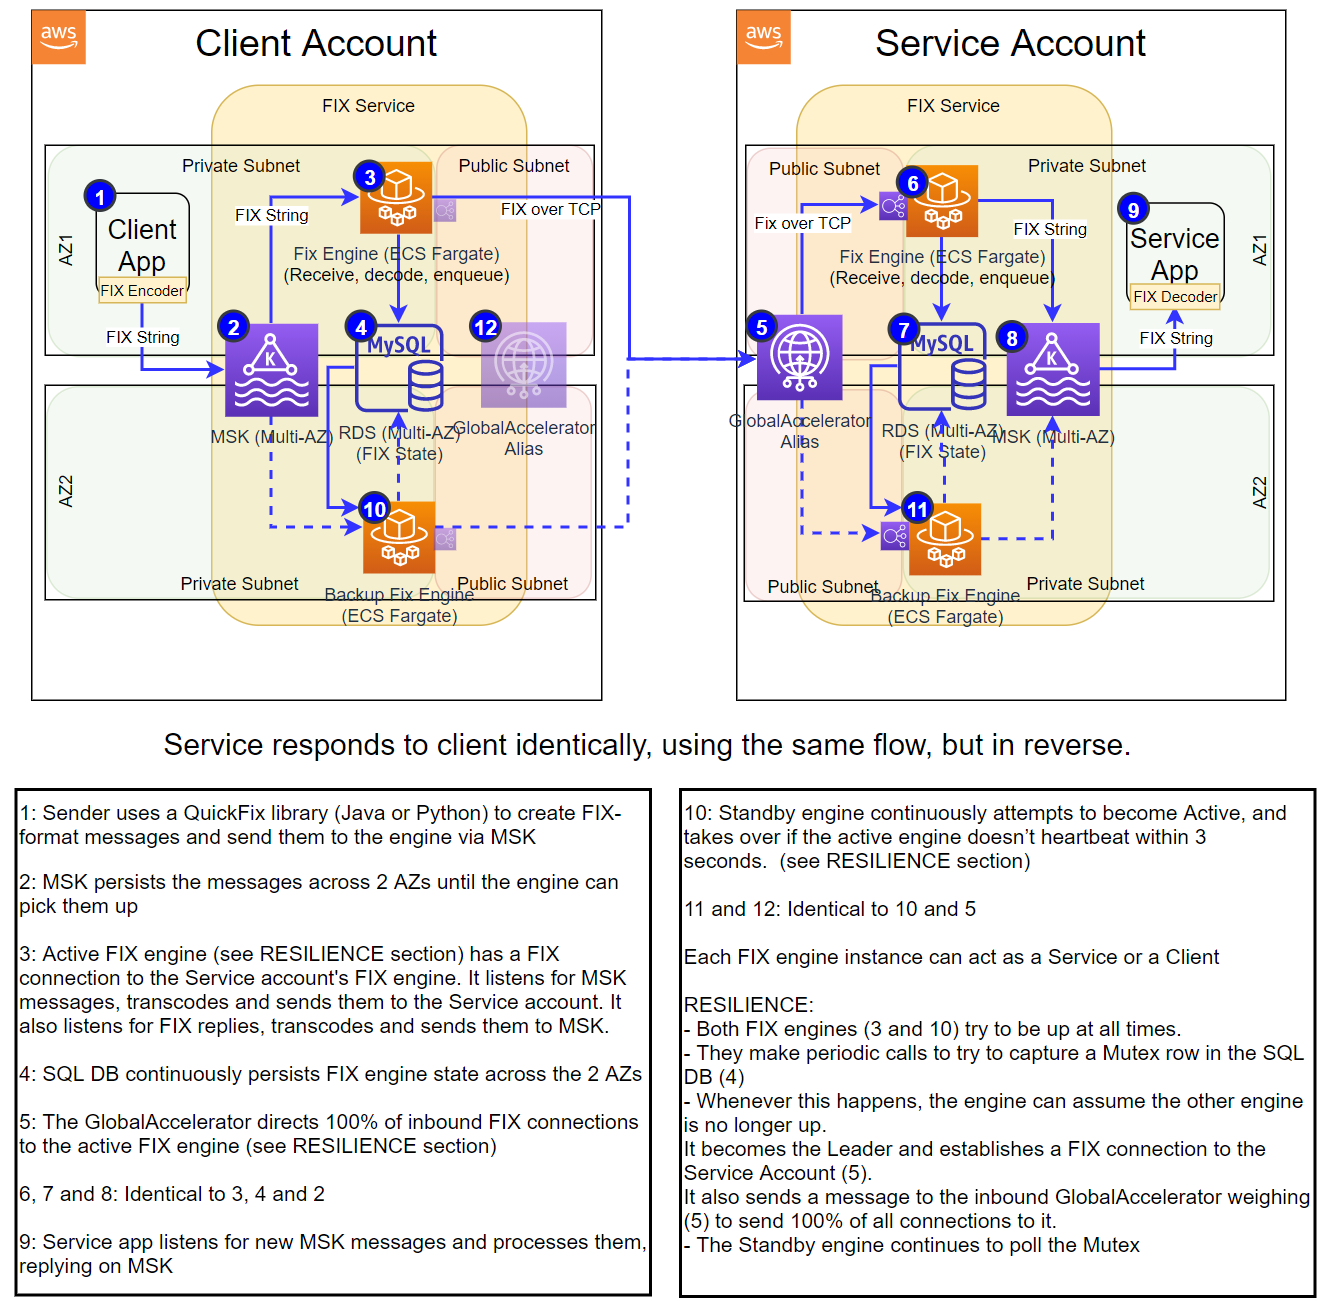 aws
Client Account
FIX Service
Private Subnet
Public Subnet
1
3
Client
App
FIX Encoder
AZ1
FIX String
FIX over TCP
Fix Engine (ECS Fargate)
(Receive, decode, enqueue)
FIX String
2
4
12
MySQL
MSK (Multi-AZ)
RDS (Multi-AZ)
(FIX State)
GlobalAccelerator
Alias
AZ2
10
Private Subnet
Public Subnet
Backup Fix Engine
(ECS Fargate)
aws
Service Account
FIX Service
Public Subnet
Private Subnet
6
9
Fix over TCP
FIX String
Service
App
FIX Decoder
AZ1
Fix Engine (ECS Fargate)
(Receive, decode, enqueue)
5
7
8
MySQL
FIX String
GlobalAccelerator
Alias
RDS (Multi-AZ)
(FIX State)
MSK (Multi-AZ)
AZ2
11
Public Subnet
Private Subnet
Backup Fix Engine
(ECS Fargate)
Service responds to client identically, using the same flow, but in reverse.
1: Sender uses a QuickFix library (Java or Python) to create FIX-
format messages and send them to the engine via MSK
2: MSK persists the messages across 2 AZs until the engine can
pick them up
3: Active FIX engine (see RESILIENCE section) has a FIX
connection to the Service account's FIX engine. It listens for MSK
messages, transcodes and sends them to the Service account. It
also listens for FIX replies, transcodes and sends them to MSK.
4: SQL DB continuously persists FIX engine state across the 2 AZs
5: The GlobalAccelerator directs 100% of inbound FIX connections
to the active FIX engine (see RESILIENCE section)
6, 7 and 8: Identical to 3, 4 and 2
9: Service app listens for new MSK messages and processes them,
replying on MSK
10: Standby engine continuously attempts to become Active, and
takes over if the active engine doesn’t heartbeat within 3
seconds.  (see RESILIENCE section)
11 and 12: Identical to 10 and 5
Each FIX engine instance can act as a Service or a Client
RESILIENCE:
- Both FIX engines (3 and 10) try to be up at all times.
- They make periodic calls to try to capture a Mutex row in the SQL
DB (4)
- Whenever this happens, the engine can assume the other engine
is no longer up.
It becomes the Leader and establishes a FIX connection to the
Service Account (5).
It also sends a message to the inbound GlobalAccelerator weighing
(5) to send 100% of all connections to it.
- The Standby engine continues to poll the Mutex